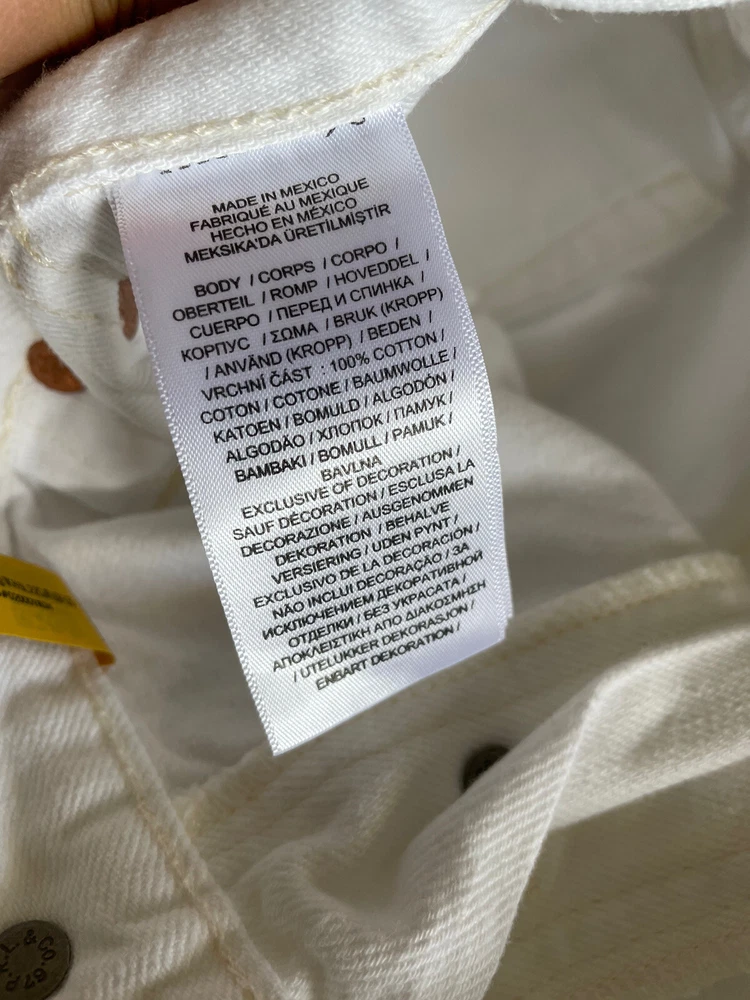 MADE IN MEXICO
FABRIQUÉ AU MEXIQUE
HECHO EN MÉXICO
MEKSIKA'DA ÜRETİLMİŞTİR
BODY / CORPS / CORPO /
OBERTEIL / ROMP / HOVEDDEL /
CUERPO / ПЕРЕД И СПИНКА /
КОРПУС / ΣΩΜΑ / BRUK (KROPP)
/ ANVÄND (KROPP) / BEDEN /
VRCHNÍ ČÁST : 100% COTTON /
COTON / COTONE / BAUMWOLLE /
KATOEN / BOMULD / ALGODÓN /
ALGODÃO / ХЛОПОК / ПАМУК /
BAMBAKI / BOMULL / PAMUK /
BAVLNA
EXCLUSIVE OF DECORATION /
SAUF DÉCORATION / ESCLUSA LA
DECORAZIONE / AUSGENOMMEN
DEKORATION / BEHALVE
VERSIERING / UDEN PYNT /
EXCLUSIVO DE LA DECORACIÓN /
NÃO INCLUI DECORAÇÃO / ЗА
ИСКЛЮЧЕНИЕМ ДЕКОРАТИВНОЙ
ОТДЕЛКИ / БЕЗ УКРАСАТА /
ΑΠΟΚΛΕΙΣΤΙΚΗ ΑΠΟ ΔΙΑΚΟΣΜΗΣΗ
/ UTELUKKER DEKORASJON /
ENBART DEKORATION /